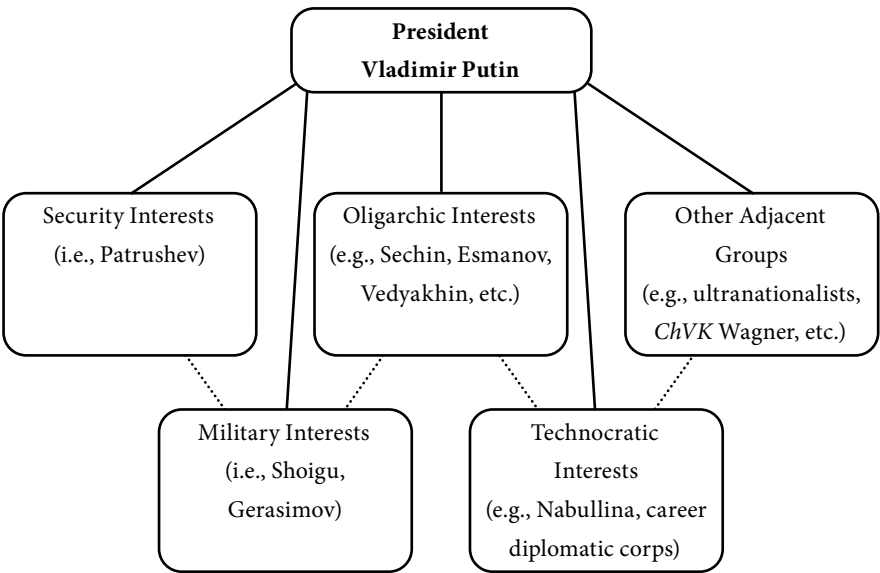 President
Vladimir Putin
Security Interests
(i.e., Patrushev)
Oligarchic Interests
(e.g., Sechin, Esmanov,
Vedyakhin, etc.)
Other Adjacent
Groups
(e.g., ultranationalists,
ChVK Wagner, etc.)
Military Interests
(i.e., Shoigu,
Gerasimov)
Technocratic
Interests
(e.g., Nabullina, career
diplomatic corps)